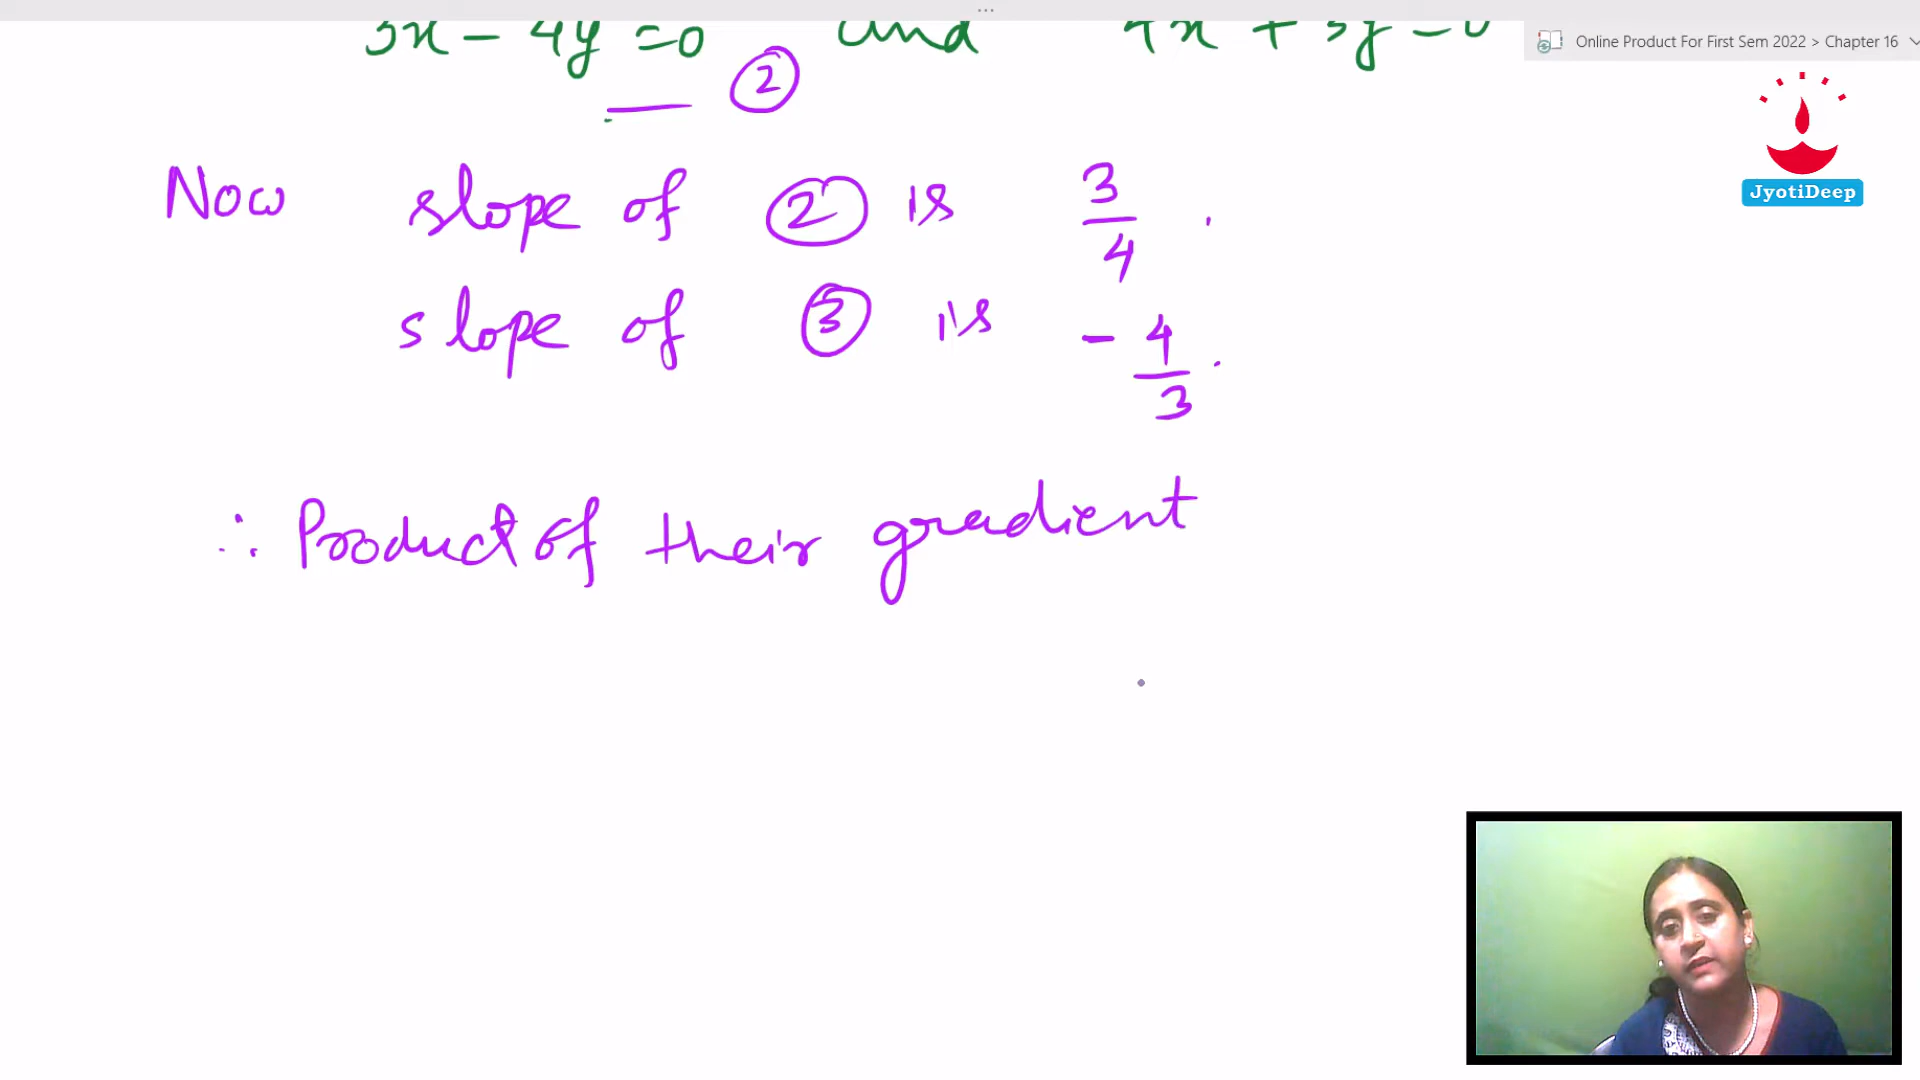 ...
3x - 4y = 0 and 4x + 3y = 0
Online Product For First Sem 2022 > Chapter 16
②
JyotiDeep
Now slope of ② is 3/4 .
slope of ③ is - 4/3 .
∴ Product of their gradient